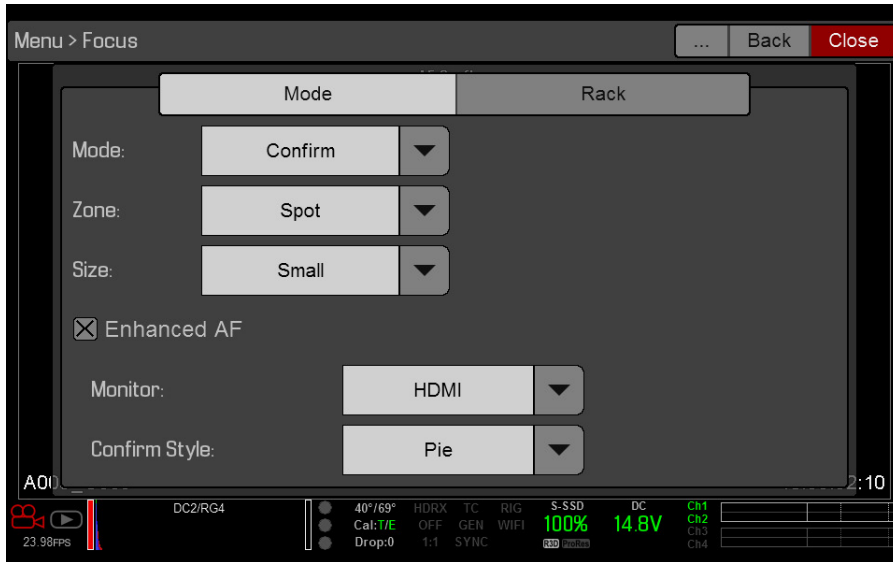 Menu > Focus ... Back Close
Mode Rack
Mode: Confirm
Zone: Spot
Size: Small
Enhanced AF
Monitor: HDMI
Confirm Style: Pie
:10
DC2/RG4 40°/69° HDRX TC RIG S-SSD DC Ch1
Cal:T/E OFF GEN WIFI 100% 14.8V Ch2
23.98FPS Drop:0 1:1 SYNC R3D ProRes Ch3
Ch4